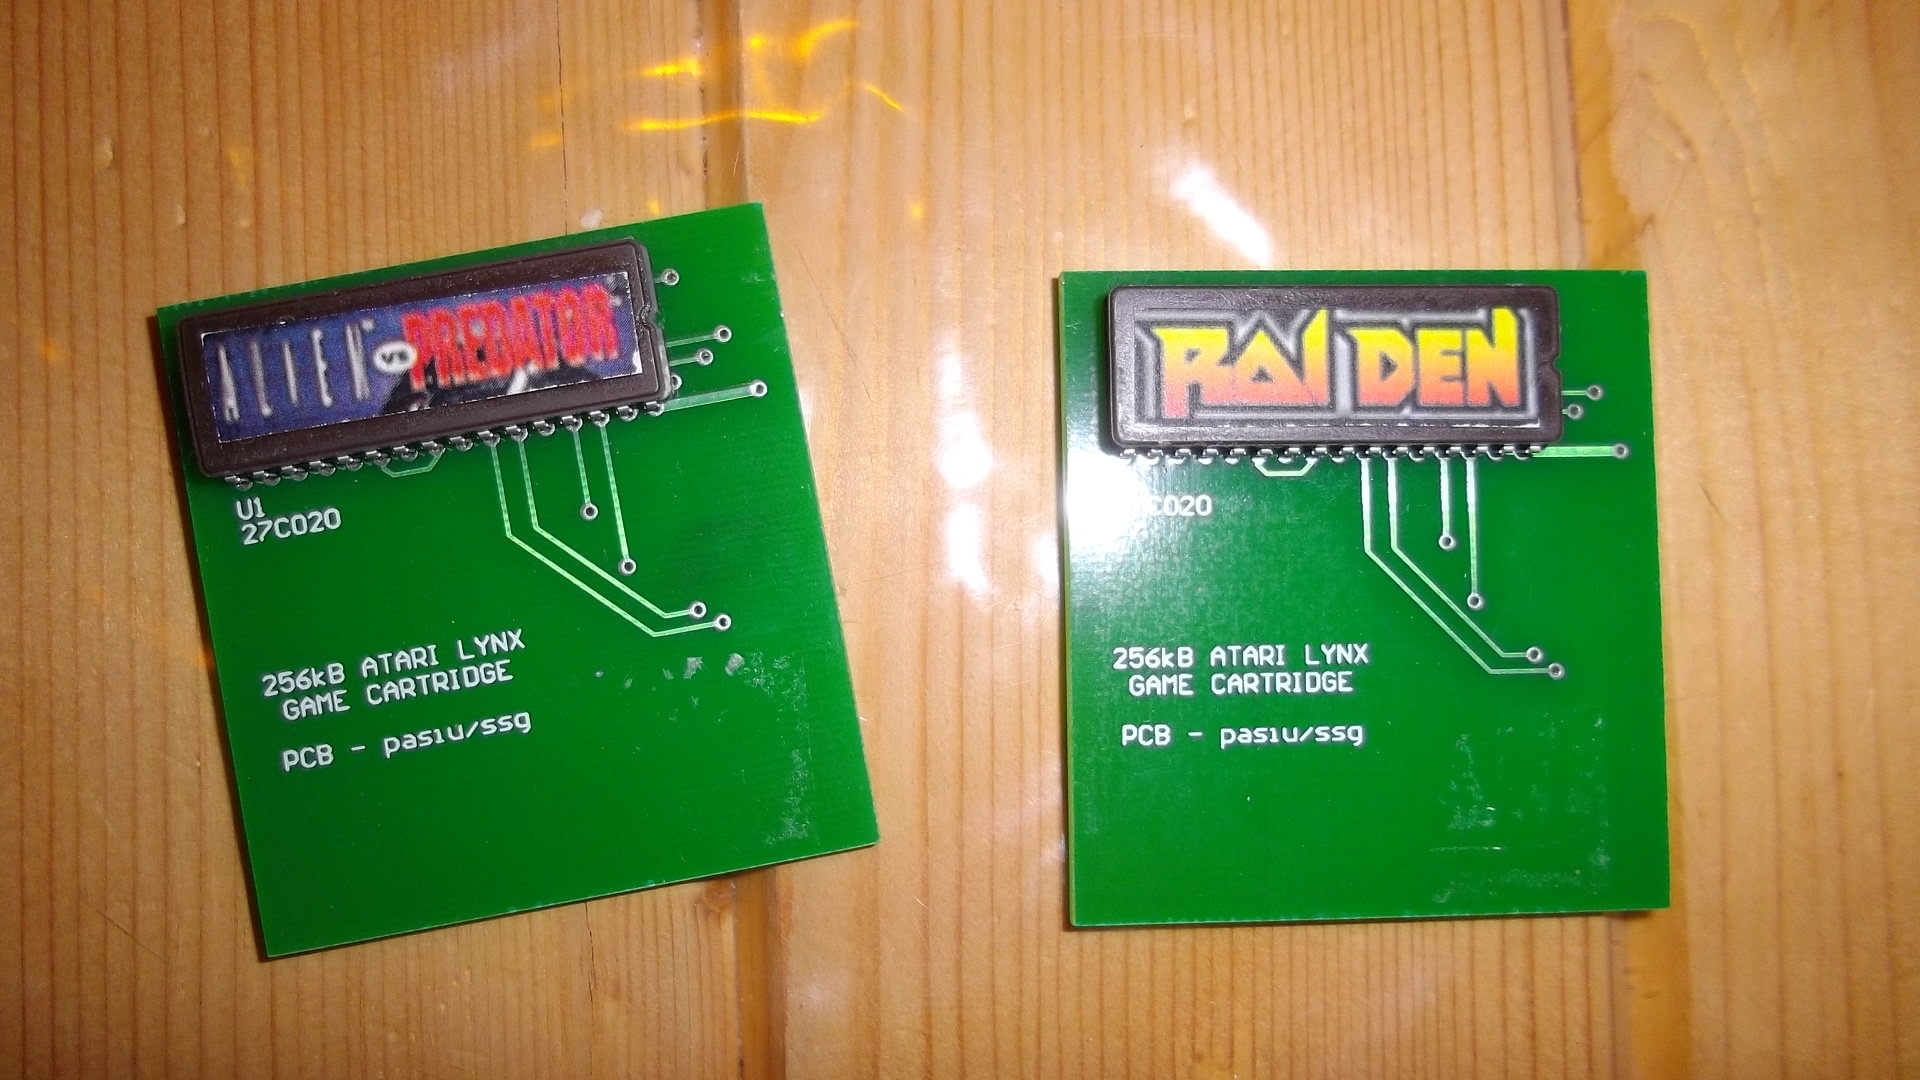 ALIEN VS PREDATOR
U1
27C020
256kB ATARI LYNX
GAME CARTRIDGE
PCB - pasiu/ssg
RAIDEN
C020
256kB ATARI LYNX
GAME CARTRIDGE
PCB - pasiu/ssg